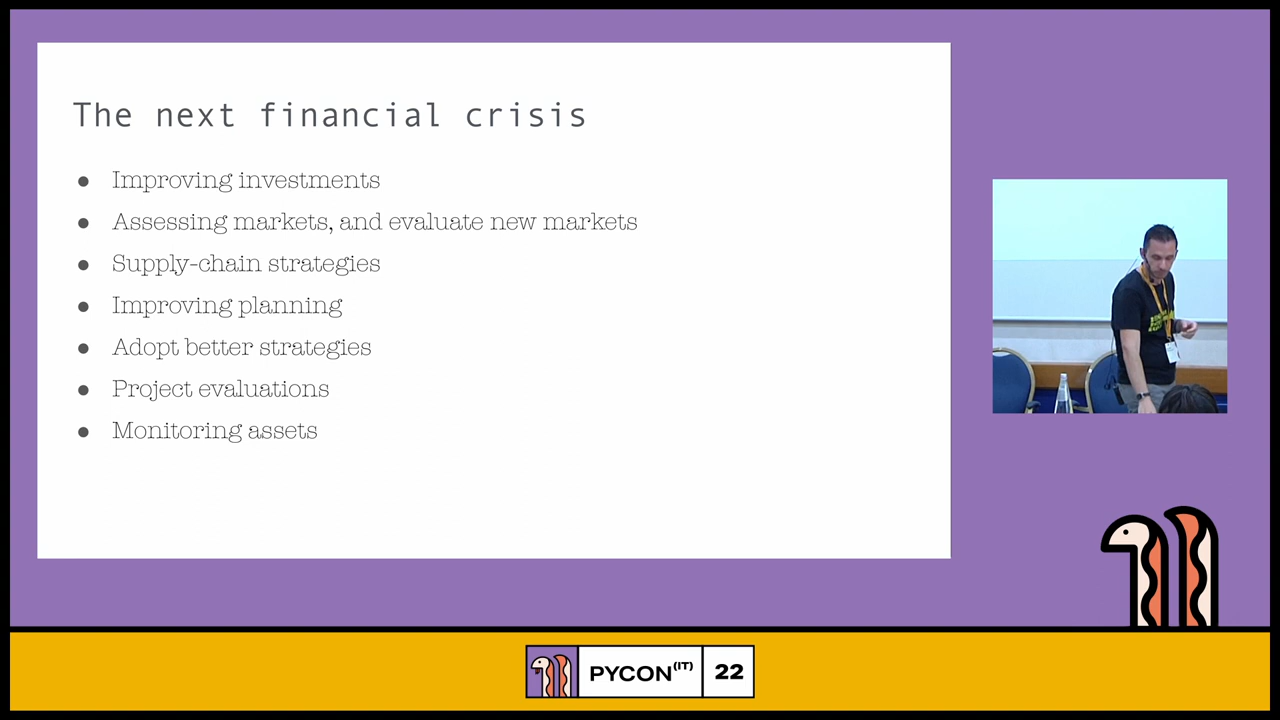 The next financial crisis
● Improving investments
● Assessing markets, and evaluate new markets
● Supply-chain strategies
● Improving planning
● Adopt better strategies
● Project evaluations
● Monitoring assets
PYCON(IT) 22